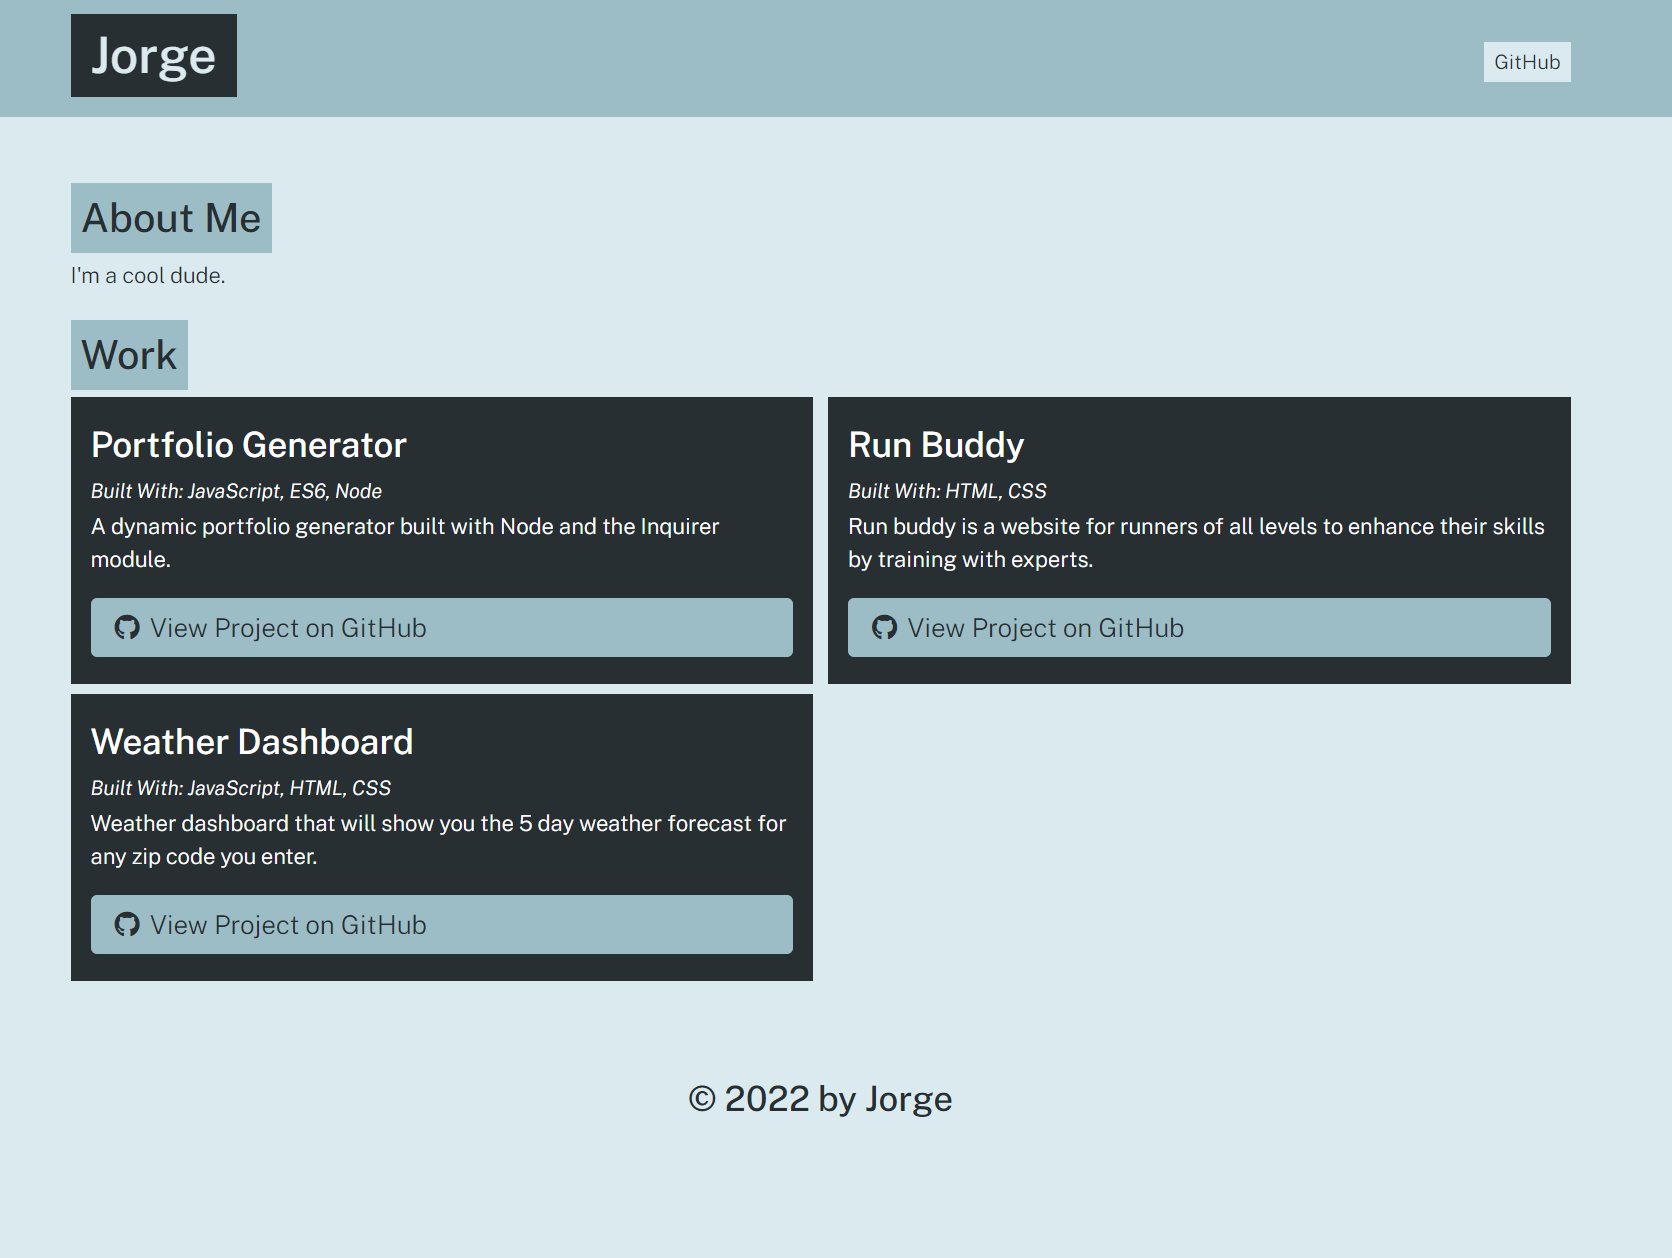 Jorge
GitHub
About Me
I'm a cool dude.
Work
Portfolio Generator
Built With: JavaScript, ES6, Node
A dynamic portfolio generator built with Node and the Inquirer
module.
View Project on GitHub
Run Buddy
Built With: HTML, CSS
Run buddy is a website for runners of all levels to enhance their skills
by training with experts.
View Project on GitHub
Weather Dashboard
Built With: JavaScript, HTML, CSS
Weather dashboard that will show you the 5 day weather forecast for
any zip code you enter.
View Project on GitHub
© 2022 by Jorge